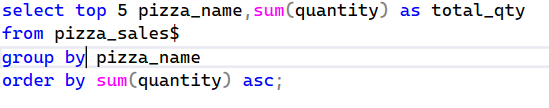 select top 5 pizza_name,sum(quantity) as total_qty
from pizza_sales$
group by pizza_name
order by sum(quantity) asc;